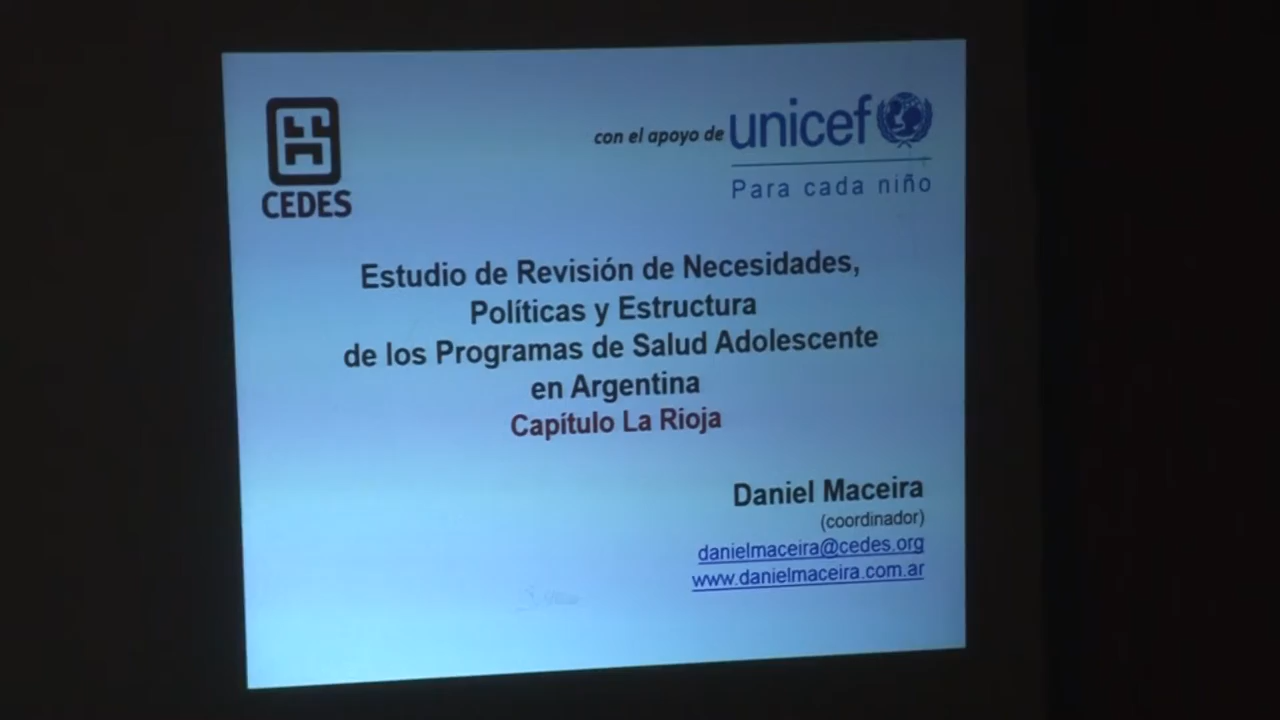 CEDES
con el apoyo de unicef
Para cada niño
Estudio de Revisión de Necesidades,
Políticas y Estructura
de los Programas de Salud Adolescente
en Argentina
Capítulo La Rioja
Daniel Maceira
(coordinador)
danielmaceira@cedes.org
www.danielmaceira.com.ar